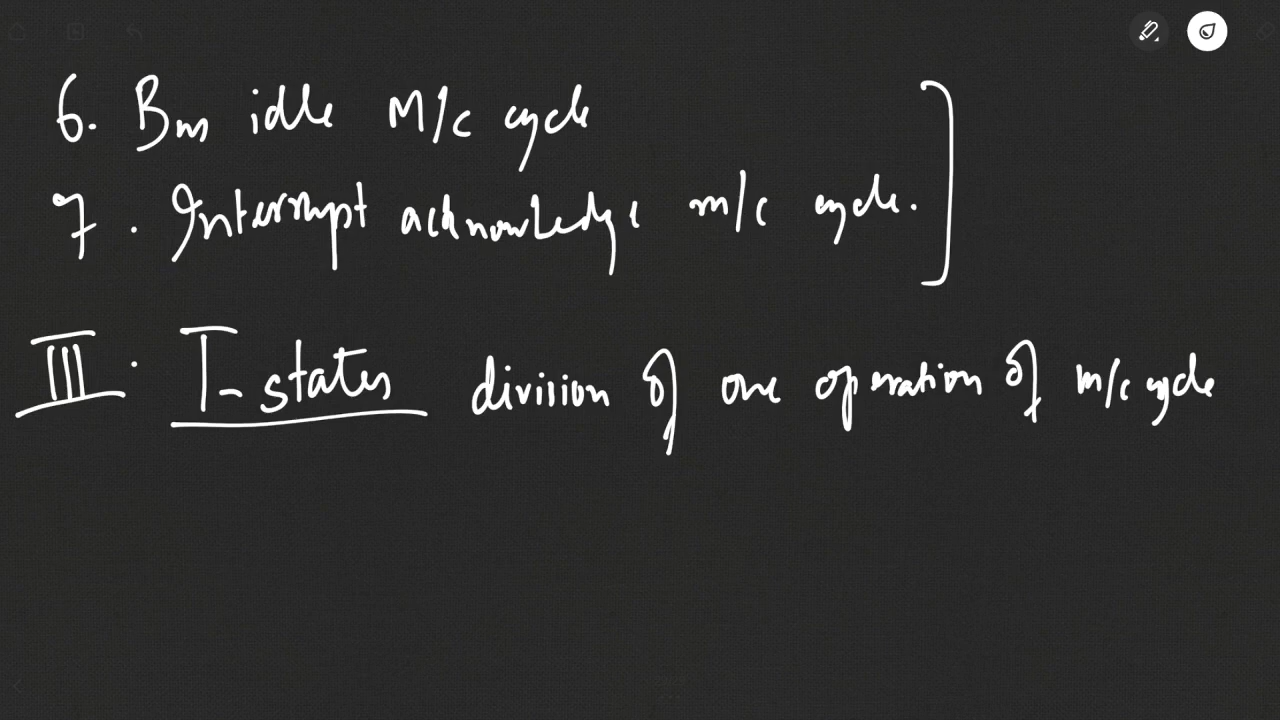 6. Bus idle M/c cycle
7. Interrupt acknowledge m/c cycle.
III. T-states division of one operation of m/c cycle